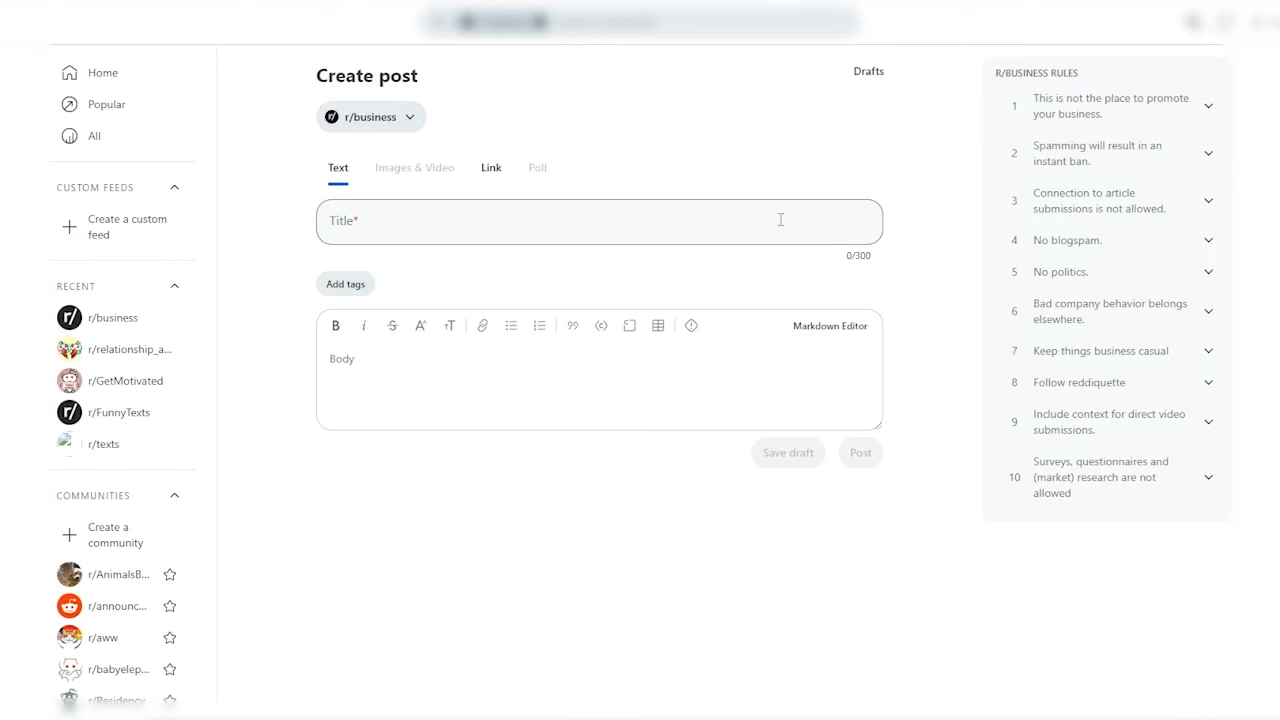 Home
Popular
All
CUSTOM FEEDS
Create a custom
feed
RECENT
r/business
r/relationship_a...
r/GetMotivated
r/FunnyTexts
r/texts
COMMUNITIES
Create a
community
r/AnimalsB...
r/announc...
r/aww
r/babyelep...
r/Residency
Create post
Drafts
r/business
Text
Images & Video
Link
Poll
Title*
0/300
Add tags
Markdown Editor
Body
Save draft
Post
R/BUSINESS RULES
1 This is not the place to promote
your business.
2 Spamming will result in an
instant ban.
3 Connection to article
submissions is not allowed.
4 No blogspam.
5 No politics.
6 Bad company behavior belongs
elsewhere.
7 Keep things business casual
8 Follow reddiquette
9 Include context for direct video
submissions.
10 Surveys, questionnaires and
(market) research are not
allowed